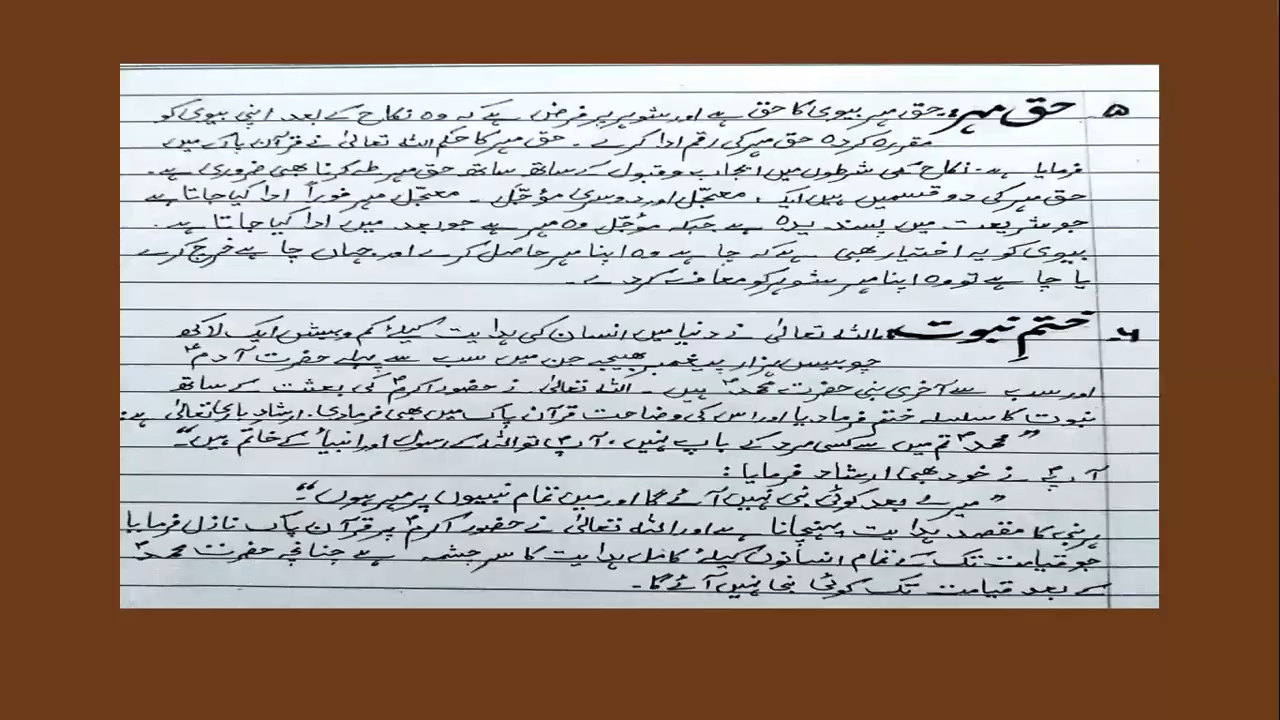 ۵۔ حق مہر: حق مہر بیوی کا حق ہے اور شوہر پر فرض ہے کہ وہ نکاح کے بعد اپنی بیوی کو
مقررہ کردہ حق مہر کی رقم ادا کرے۔ حق مہر کا حکم اللہ تعالیٰ نے قرآن پاک میں
فرمایا ہے۔ نکاح کی شرطوں میں ایجاب و قبول کے ساتھ ساتھ حق مہر طہ کرنا بھی ضروری ہے۔
حق مہر کی دو قسمیں ہیں ایک معجّل اور دوسری مؤجّل۔ معجّل مہر فوراً ادا کیا جاتا ہے
جو شریعت میں پسندیدہ ہے جبکہ مؤجّل وہ مہر ہے جو بعد میں ادا کیا جاتا ہے۔
بیوی کو یہ اختیار بھی ہے کہ چاہے وہ اپنا مہر حاصل کرے اور جہاں چاہے خرچ کرے
یا چاہے تو وہ اپنا مہر شوہر کو معاف کر دے۔
۶۔ ختمِ نبوت: اللہ تعالیٰ نے دنیا میں انسان کی ہدایت کیلئے کم و بیش ایک لاکھ
چوبیس ہزار پیغمبر بھیجے جن میں سب سے پہلے حضرت آدمؑ
اور سب سے آخری نبی حضرت محمدؐ ہیں۔ اللہ تعالیٰ نے حضور اکرمؐ کی بعثت کے ساتھ
نبوت کا سلسلہ ختم فرما دیا اور اس کی وضاحت قرآن پاک میں بھی فرما دی۔ ارشاد باری تعالیٰ ہے:
”محمدؐ تم میں سے کسی مرد کے باپ نہیں، آپؐ تو اللہ کے رسول اور انبیاؑ کے خاتم ہیں“
آپؐ نے خود بھی ارشاد فرمایا:
”میرے بعد کوئی نبی نہیں آئے گا اور میں تمام نبیوں پر مہر ہوں“
ہر نبی کا مقصد ہدایت پہنچانا ہے اور اللہ تعالیٰ نے حضور اکرمؐ پر قرآن پاک نازل فرمایا
جو قیامت تک کے تمام انسانوں کیلئے کامل ہدایت کا سرچشمہ ہے چنانچہ حضرت محمدؐ
کے بعد قیامت تک کوئی نبی نہیں آئے گا۔